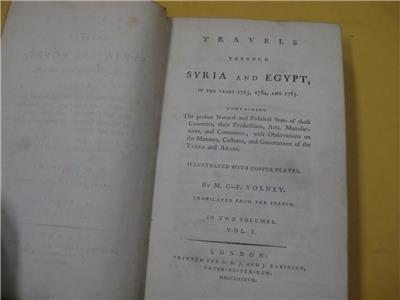 TRAVELS
THROUGH
SYRIA AND EGYPT,
IN THE YEARS 1783, 1784, AND 1785.
CONTAINING
The present Natural and Political State of those
Countries, their Productions, Arts, Manufac-
tures, and Commerce; with Observations on
the Manners, Customs, and Government of the
TURKS and ARABS.
ILLUSTRATED WITH COPPER PLATES.
By M. C-F. VOLNEY.
TRANSLATED FROM THE FRENCH.
IN TWO VOLUMES.
VOL. I.
LONDON:
PRINTED FOR G. G. J. AND J. ROBINSON,
PATER-NOSTER-ROW.
MDCCLXXXVII.